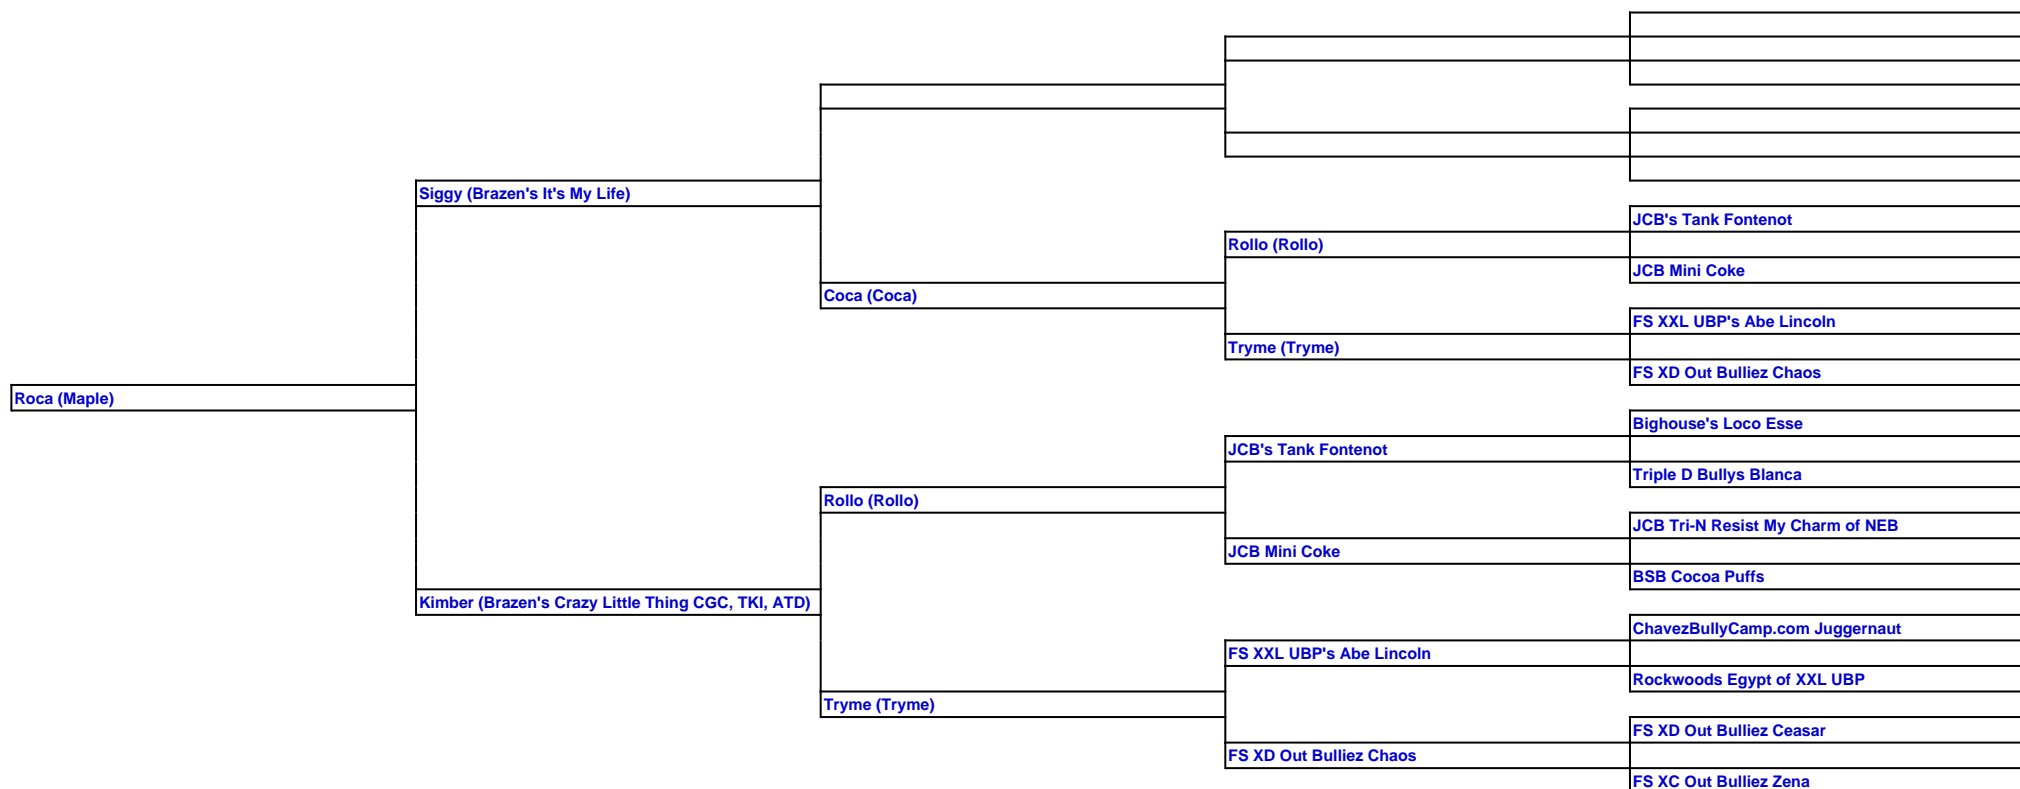 Siggy (Brazen's It's My Life)
JCB's Tank Fontenot
Rollo (Rollo)
JCB Mini Coke
Coca (Coca)
FS XXL UBP's Abe Lincoln
Tryme (Tryme)
FS XD Out Bulliez Chaos
Roca (Maple)
Bighouse's Loco Esse
JCB's Tank Fontenot
Triple D Bullys Blanca
Rollo (Rollo)
JCB Tri-N Resist My Charm of NEB
JCB Mini Coke
BSB Cocoa Puffs
Kimber (Brazen's Crazy Little Thing CGC, TKI, ATD)
ChavezBullyCamp.com Juggernaut
FS XXL UBP's Abe Lincoln
Rockwoods Egypt of XXL UBP
Tryme (Tryme)
FS XD Out Bulliez Ceasar
FS XD Out Bulliez Chaos
FS XC Out Bulliez Zena